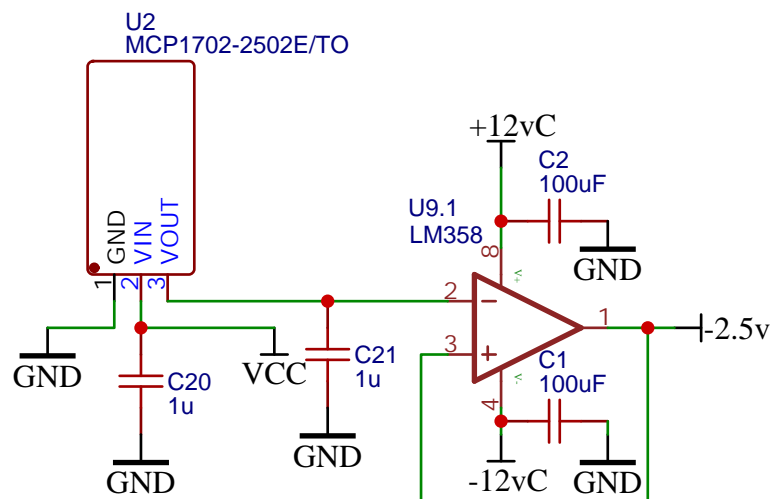 U2
MCP1702-2502E/TO
GND
VIN
VOUT
1
2
3
GND
C20
1u
GND
VCC
C21
1u
GND
+12vC
C2
100uF
GND
U9.1
LM358
8
V+
2
3
1
-2.5v
V-
4
C1
100uF
GND
-12vC